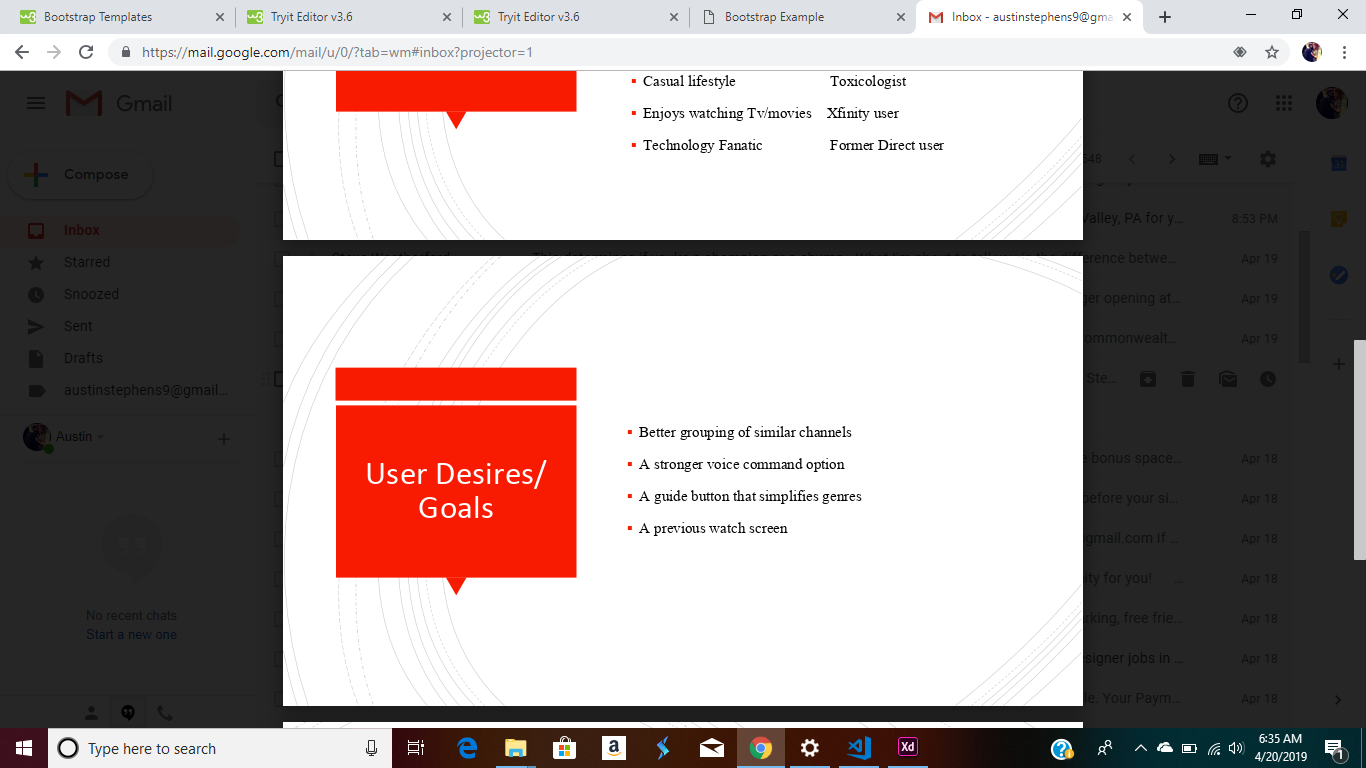 Bootstrap Templates
Tryit Editor v3.6
Tryit Editor v3.6
Bootstrap Example
Inbox - austinstephens9@gma
https://mail.google.com/mail/u/0/?tab=wm#inbox?projector=1
Gmail
Compose
Inbox
Starred
Snoozed
Sent
Drafts
austinstephens9@gmail...
Austin
No recent chats
Start a new one
Casual lifestyle Toxicologist
Enjoys watching Tv/movies Xfinity user
Technology Fanatic Former Direct user
User Desires/
Goals
Better grouping of similar channels
A stronger voice command option
A guide button that simplifies genres
A previous watch screen
548
Valley, PA for y... 8:53 PM
erence betwe... Apr 19
ger opening at... Apr 19
ommonwealt... Apr 19
Ste...
e bonus space... Apr 18
before your si... Apr 18
gmail.com if ... Apr 18
ity for you! ... Apr 18
rking, free frie... Apr 18
signer jobs in ... Apr 18
le. Your Paym... Apr 18
Type here to search
Xd
6:35 AM
4/20/2019
1